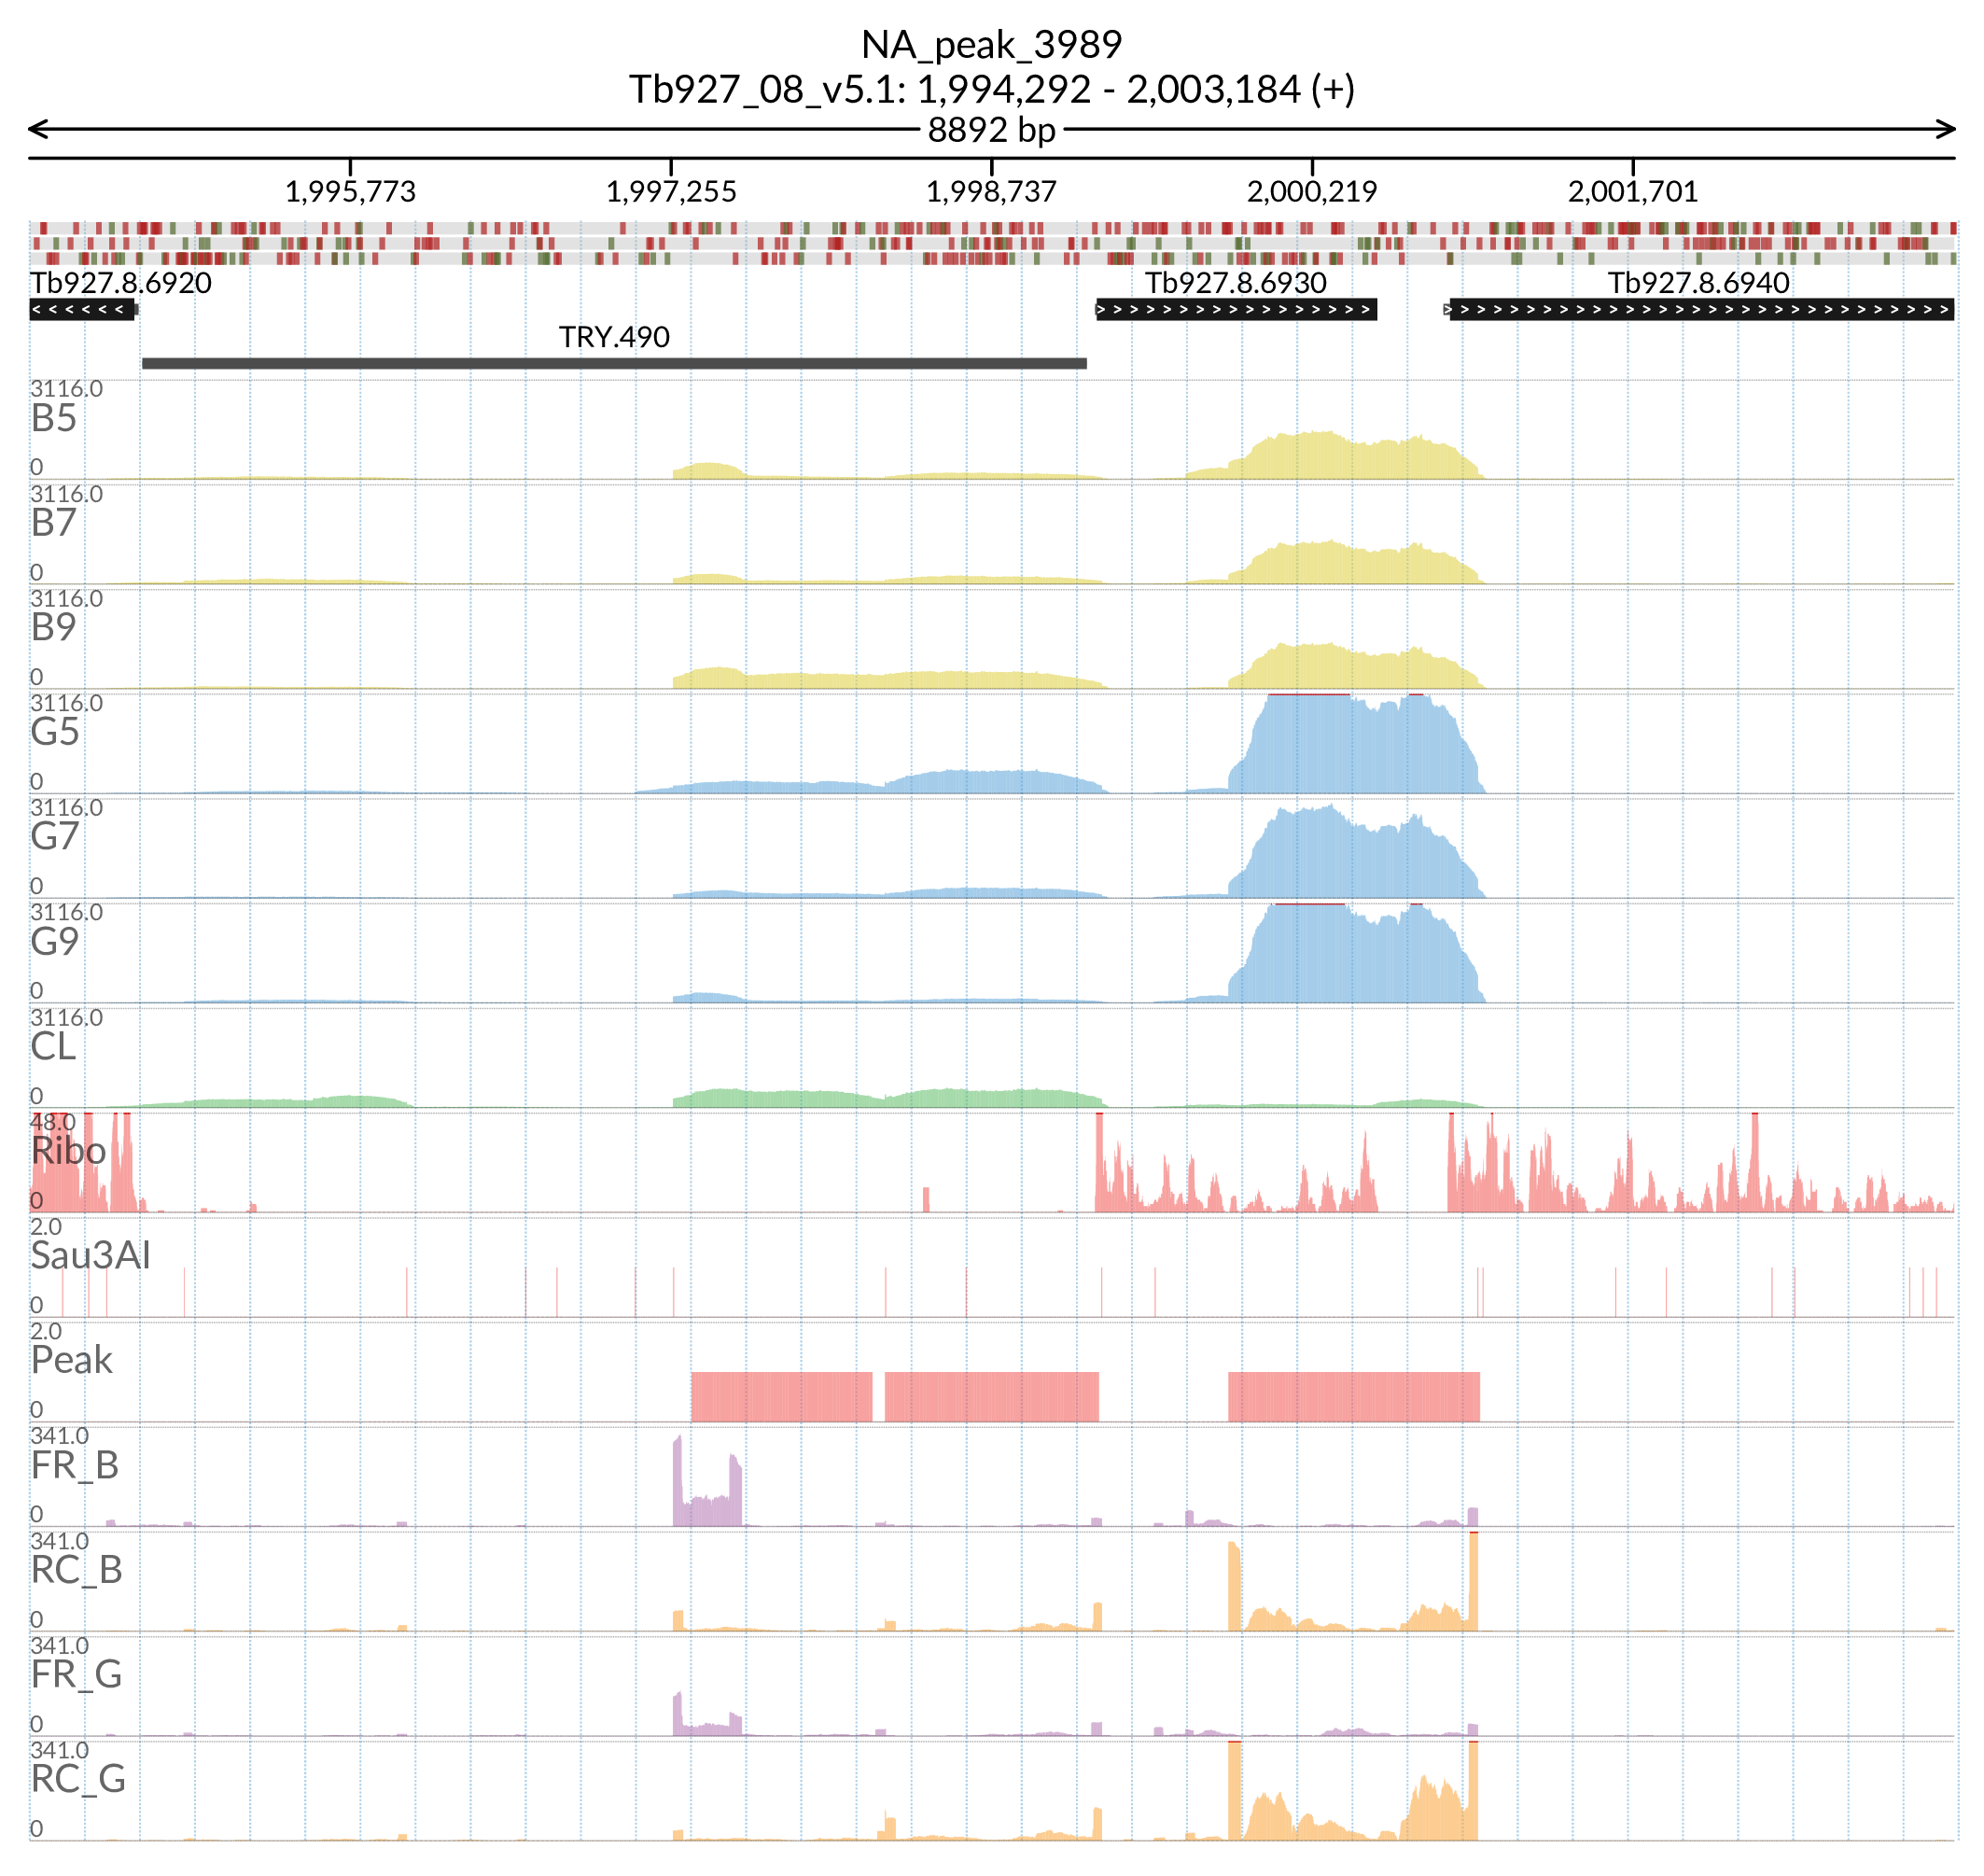 NA_peak_3989
Tb927_08_v5.1: 1,994,292 - 2,003,184 (+)
8892 bp
1,995,773 1,997,255 1,998,737 2,000,219 2,001,701
Tb927.8.6920 Tb927.8.6930 Tb927.8.6940
TRY.490
3116.0
B5
0
3116.0
B7
0
3116.0
B9
0
3116.0
G5
0
3116.0
G7
0
3116.0
G9
0
3116.0
CL
0
48.0
Ribo
0
2.0
Sau3AI
0
2.0
Peak
0
341.0
FR_B
0
341.0
RC_B
0
341.0
FR_G
0
341.0
RC_G
0